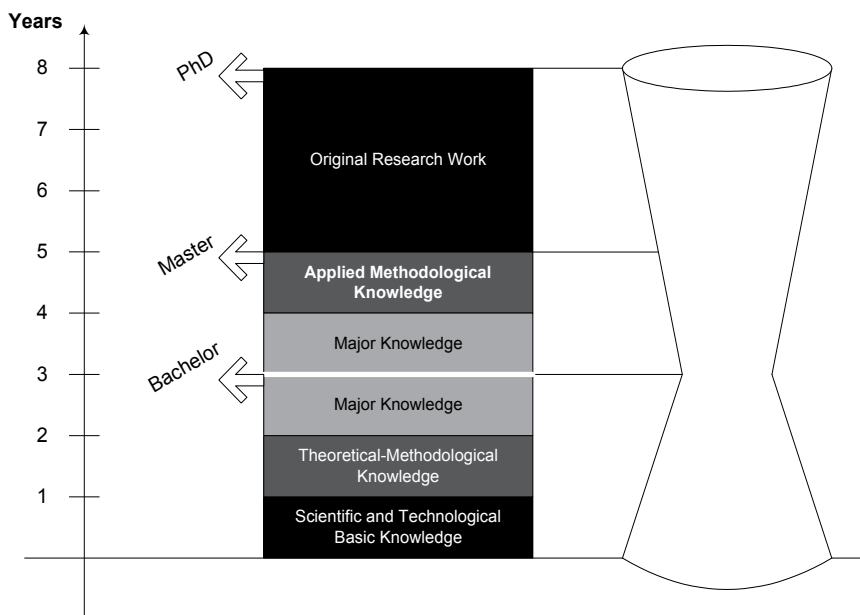 Years
8
PhD
7
Original Research Work
6
5
Master
Applied Methodological
Knowledge
4
Major Knowledge
Bachelor
3
Major Knowledge
2
Theoretical-Methodological
Knowledge
1
Scientific and Technological
Basic Knowledge